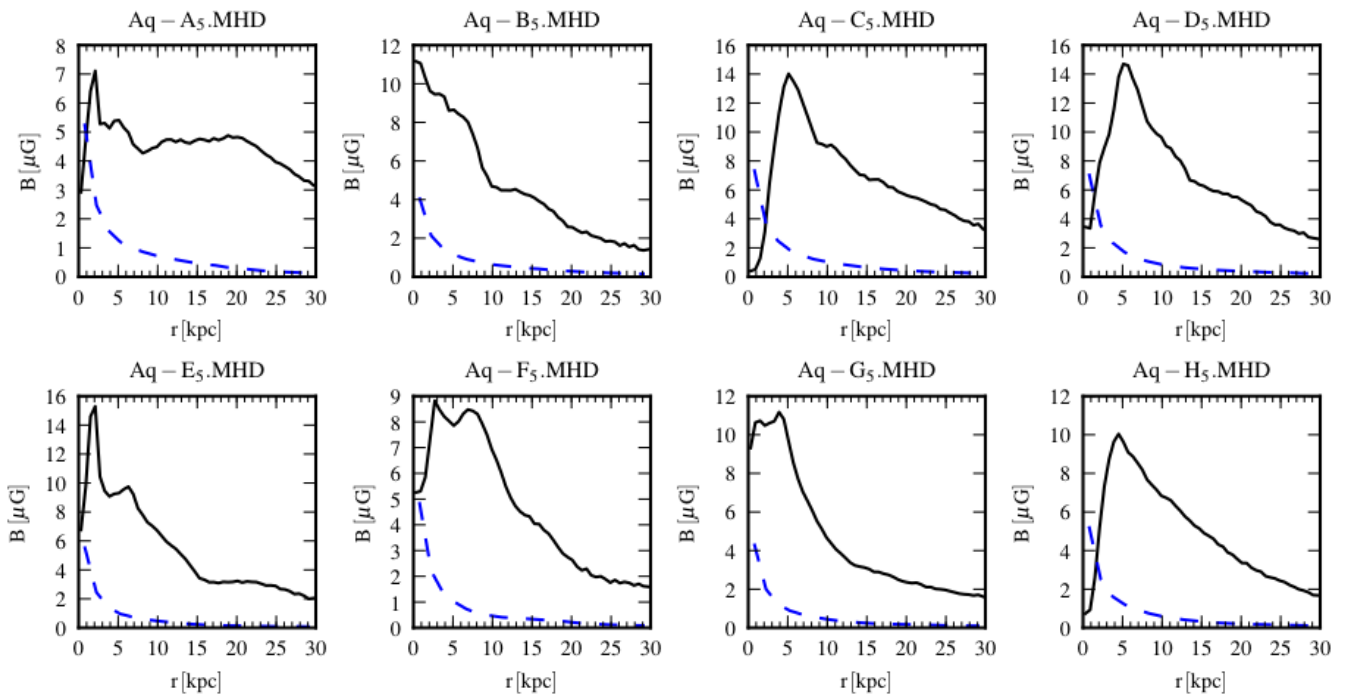 Aq − A₅.MHD
Aq − B₅.MHD
Aq − C₅.MHD
Aq − D₅.MHD
8
7
6
5
4
3
2
1
0
B [μG]
0 5 10 15 20 25 30
r [kpc]
12
10
8
6
4
2
0
B [μG]
0 5 10 15 20 25 30
r [kpc]
16
14
12
10
8
6
4
2
0
B [μG]
0 5 10 15 20 25 30
r [kpc]
16
14
12
10
8
6
4
2
0
B [μG]
0 5 10 15 20 25 30
r [kpc]
Aq − E₅.MHD
Aq − F₅.MHD
Aq − G₅.MHD
Aq − H₅.MHD
16
14
12
10
8
6
4
2
0
B [μG]
0 5 10 15 20 25 30
r [kpc]
9
8
7
6
5
4
3
2
1
0
B [μG]
0 5 10 15 20 25 30
r [kpc]
12
10
8
6
4
2
0
B [μG]
0 5 10 15 20 25 30
r [kpc]
12
10
8
6
4
2
0
B [μG]
0 5 10 15 20 25 30
r [kpc]